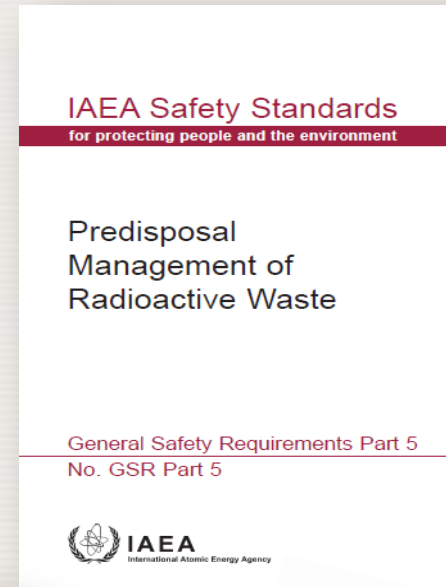 IAEA Safety Standards
for protecting people and the environment
Predisposal
Management of
Radioactive Waste
General Safety Requirements Part 5
No. GSR Part 5
IAEA
International Atomic Energy Agency